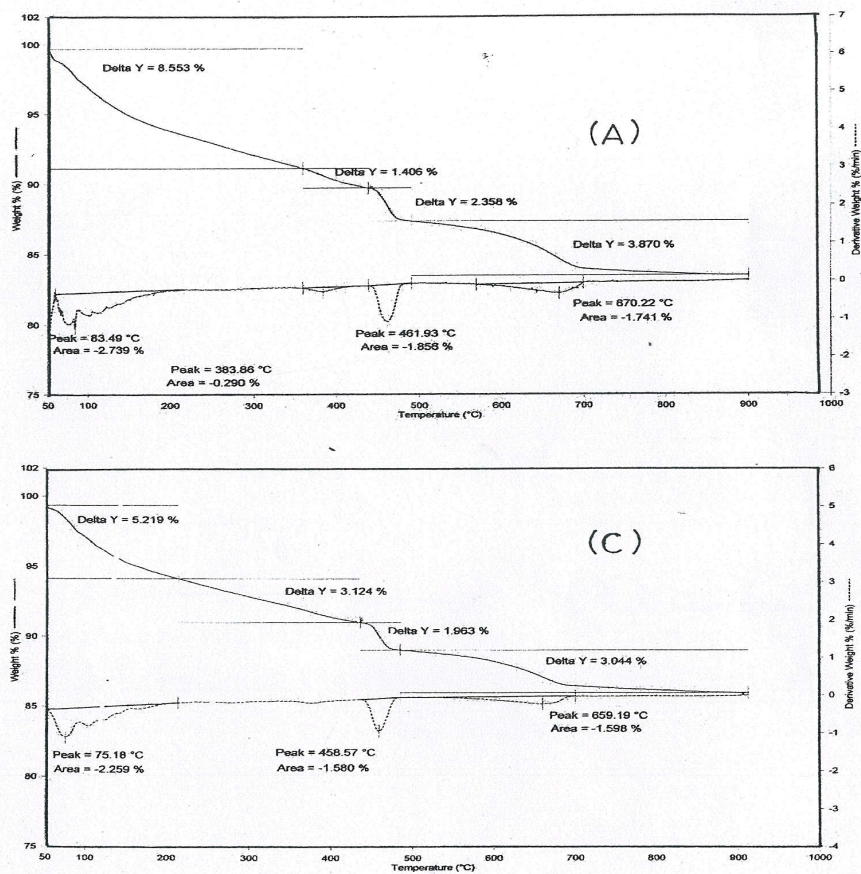 102
100
95
90
85
80
75
Weight % (%)
7
6
5
4
3
2
1
0
-1
-2
-3
Derivative Weight % (%/min)
Delta Y = 8.553 %
(A)
Delta Y = 1.406 %
Delta Y = 2.358 %
Delta Y = 3.870 %
Peak = 83.49 °C
Area = -2.739 %
Peak = 383.86 °C
Area = -0.290 %
Peak = 461.93 °C
Area = -1.856 %
Peak = 670.22 °C
Area = -1.741 %
50 100 200 300 400 500 600 700 800 900 1000
Temperature (°C)
102
100
95
90
85
80
75
Weight % (%)
6
5
4
3
2
1
0
-1
-2
-3
-4
Derivative Weight % (%/min)
Delta Y = 5.219 %
(C)
Delta Y = 3.124 %
Delta Y = 1.963 %
Delta Y = 3.044 %
Peak = 75.18 °C
Area = -2.259 %
Peak = 458.57 °C
Area = -1.580 %
Peak = 659.19 °C
Area = -1.598 %
50 100 200 300 400 500 600 700 800 900 1000
Temperature (°C)